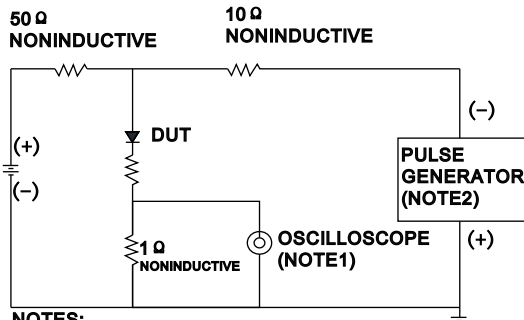 50 Ω
NONINDUCTIVE
10 Ω
NONINDUCTIVE
(+)
(−)
DUT
1 Ω
NONINDUCTIVE
OSCILLOSCOPE
(NOTE1)
(−)
PULSE
GENERATOR
(NOTE2)
(+)
NOTES: